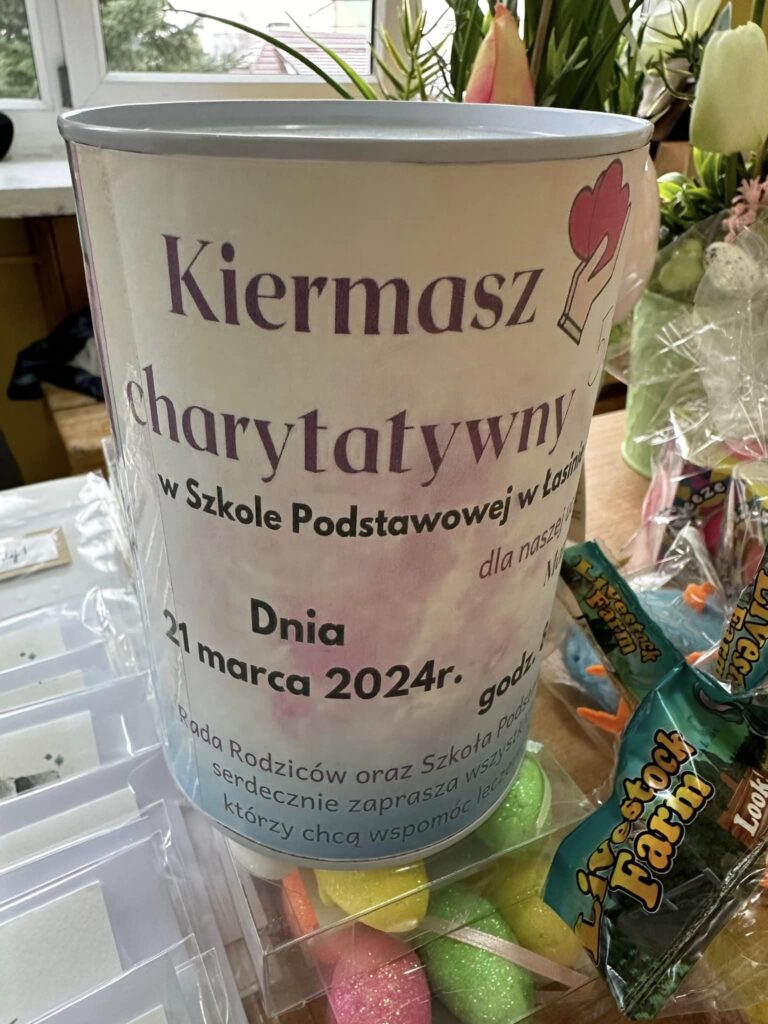 Kiermasz
charytatywny
w Szkole Podstawowej w
dla naszej
Dnia
21 marca 2024r.
godz.
Rada Rodziców oraz Szkoła
serdecznie zaprasza
którzy chcą wspomóc
Livestock
Farm
Livestock
Farm
Look